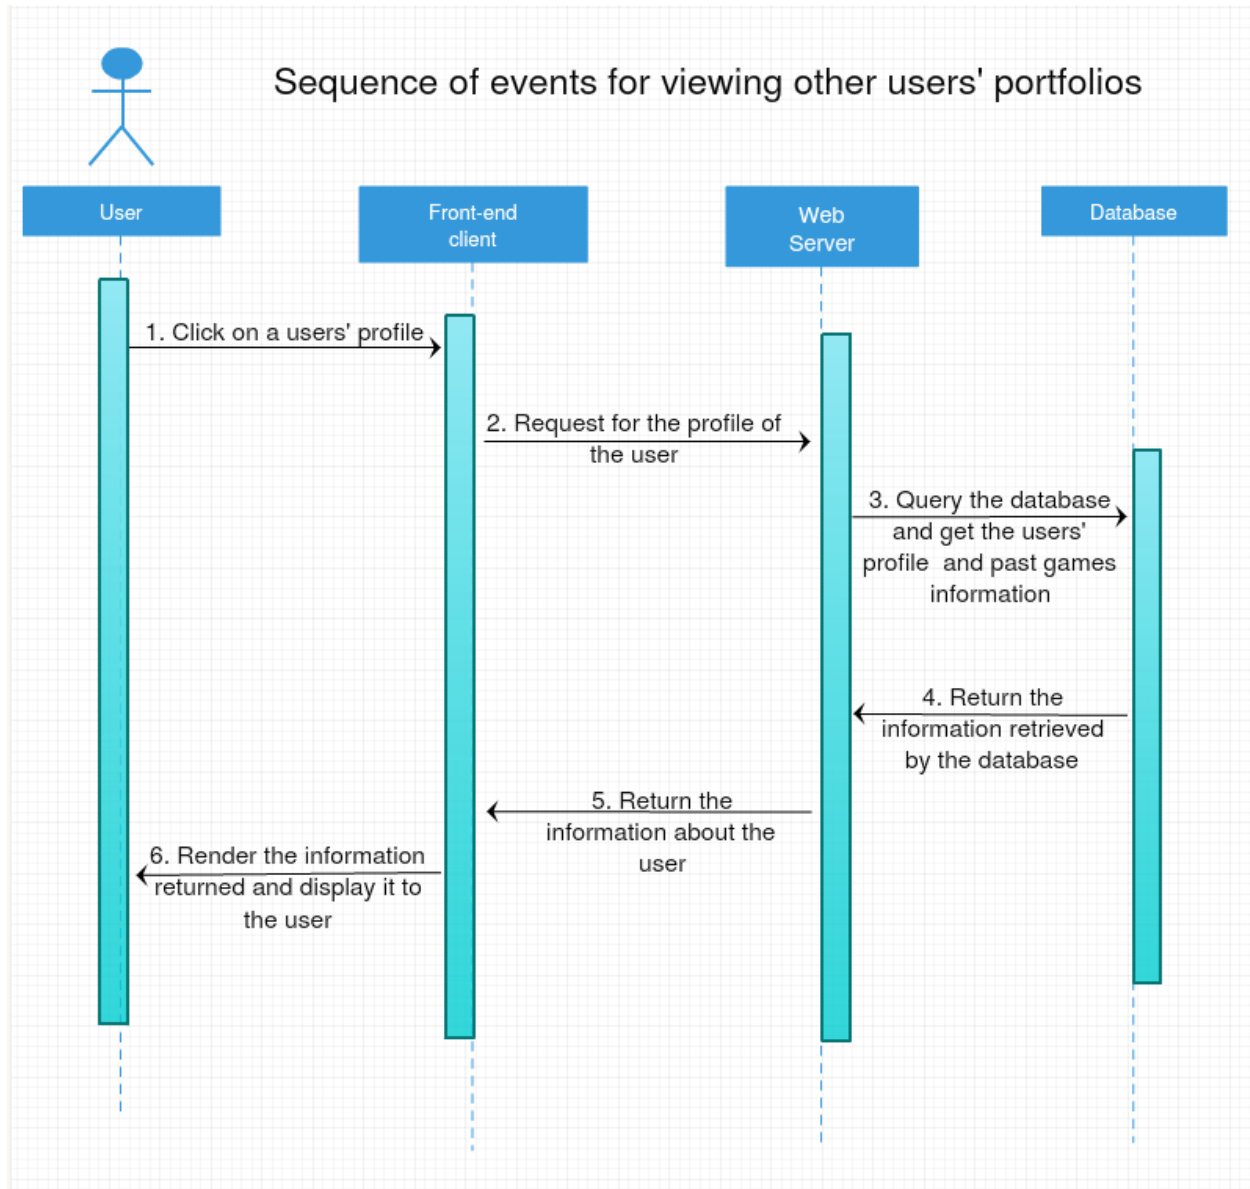 Sequence of events for viewing other users' portfolios
User
Front-end
client
Web
Server
Database
1. Click on a users' profile
2. Request for the profile of
the user
3. Query the database
and get the users'
profile  and past games
information
4. Return the
information retrieved
by the database
5. Return the
information about the
user
6. Render the information
returned and display it to
the user